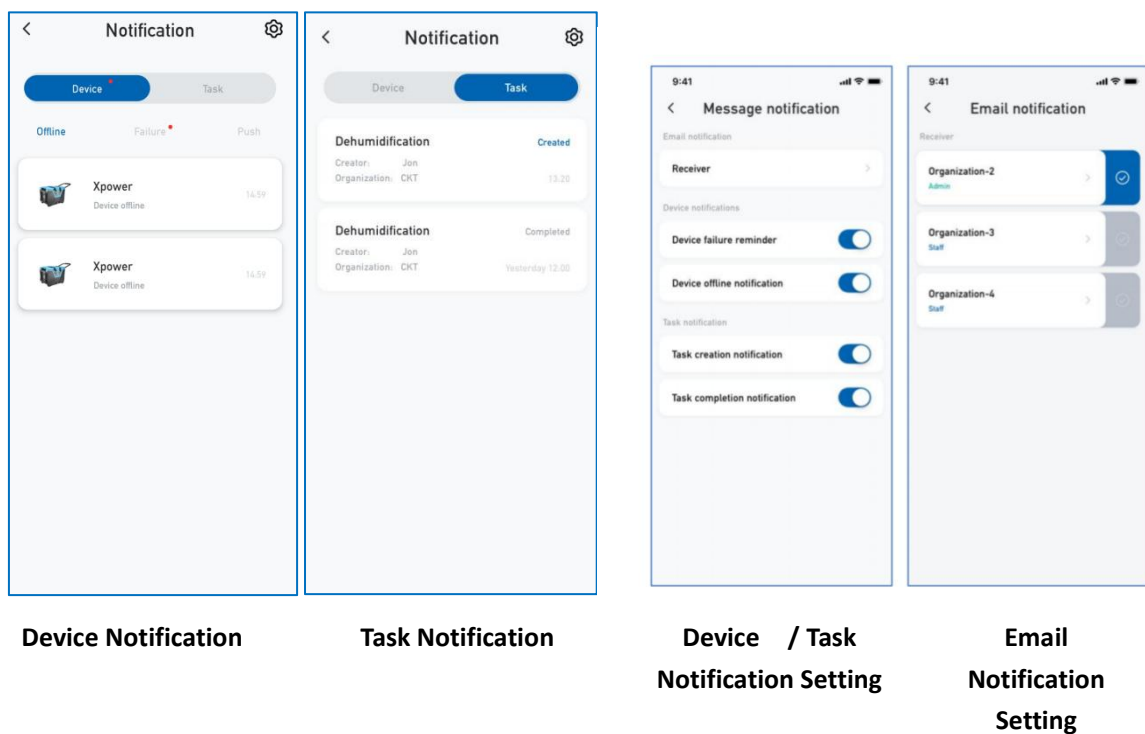 Notification
Device
Task
Offline
Failure
Push
Xpower
14.59
Device offline
Xpower
14.59
Device offline
Notification
Device
Task
Dehumidification
Created
Creator: Jon
Organization: CKT
13.20
Dehumidification
Completed
Creator: Jon
Organization: CKT
Yesterday 12.00
9:41
Message notification
Email notification
Receiver
Device notifications
Device failure reminder
Device offline notification
Task notification
Task creation notification
Task completion notification
9:41
Email notification
Receiver
Organization-2
Admin
Organization-3
Staff
Organization-4
Staff
Device Notification
Task Notification
Device / Task
Notification Setting
Email
Notification
Setting